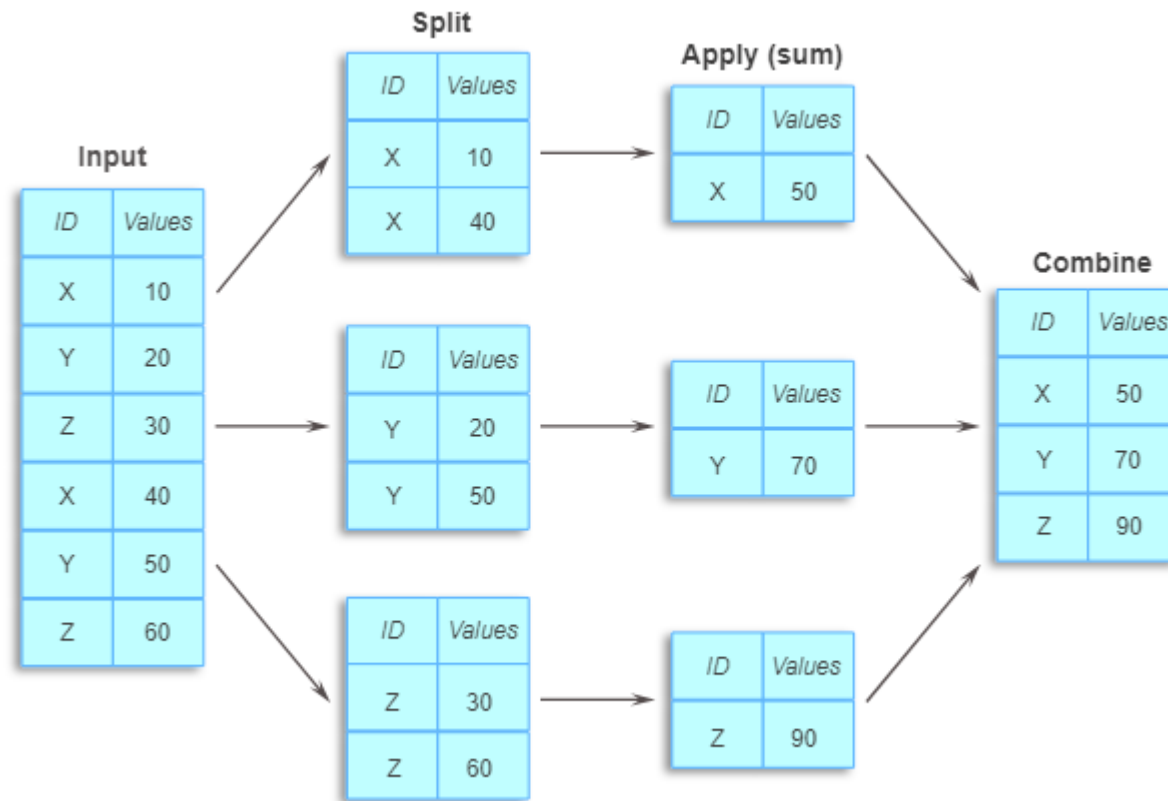 Input
ID Values
X 10
Y 20
Z 30
X 40
Y 50
Z 60
Split
ID Values
X 10
X 40
ID Values
Y 20
Y 50
ID Values
Z 30
Z 60
Apply (sum)
ID Values
X 50
ID Values
Y 70
ID Values
Z 90
Combine
ID Values
X 50
Y 70
Z 90